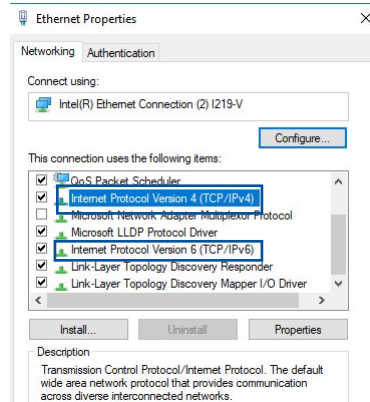 Ethernet Properties
Networking Authentication
Connect using:
Intel(R) Ethernet Connection (2) I219-V
Configure...
This connection uses the following items:
QoS Packet Scheduler
Internet Protocol Version 4 (TCP/IPv4)
Microsoft Network Adapter Multiplexor Protocol
Microsoft LLDP Protocol Driver
Internet Protocol Version 6 (TCP/IPv6)
Link-Layer Topology Discovery Responder
Link-Layer Topology Discovery Mapper I/O Driver
Install... Uninstall Properties
Description
Transmission Control Protocol/Internet Protocol. The default
wide area network protocol that provides communication
across diverse interconnected networks.